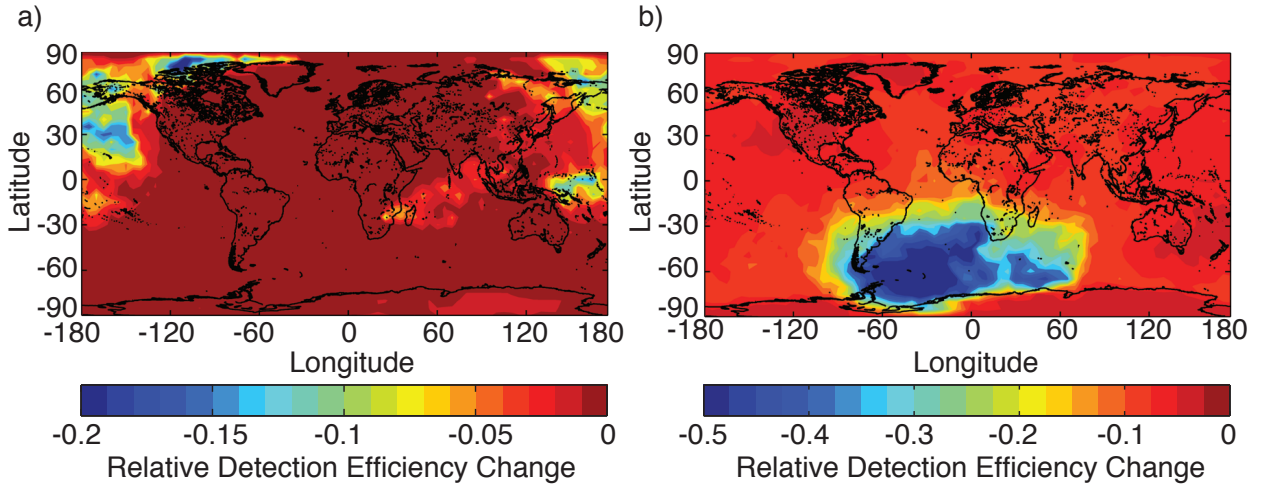 a)
90
60
30
0
-30
-60
-90
Latitude
-180 -120 -60 0 60 120 180
Longitude
-0.2 -0.15 -0.1 -0.05 0
Relative Detection Efficiency Change
b)
90
60
30
0
-30
-60
-90
Latitude
-180 -120 -60 0 60 120 180
Longitude
-0.5 -0.4 -0.3 -0.2 -0.1 0
Relative Detection Efficiency Change